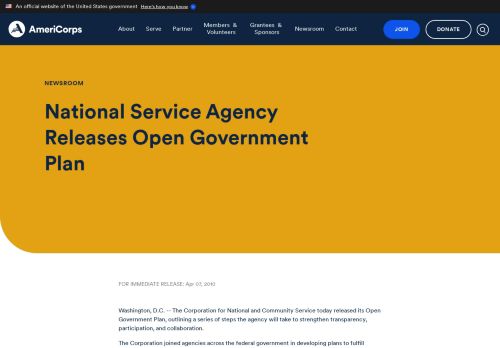 An official website of the United States government Here's how you know
AmeriCorps
About Serve Partner Members & Volunteers Grantees & Sponsors Newsroom Contact
JOIN
DONATE
NEWSROOM
National Service Agency
Releases Open Government
Plan
FOR IMMEDIATE RELEASE: Apr 07, 2010
Washington, D.C. -- The Corporation for National and Community Service today released its Open
Government Plan, outlining a series of steps the agency will take to strengthen transparency,
participation, and collaboration.
The Corporation joined agencies across the federal government in developing plans to fulfill